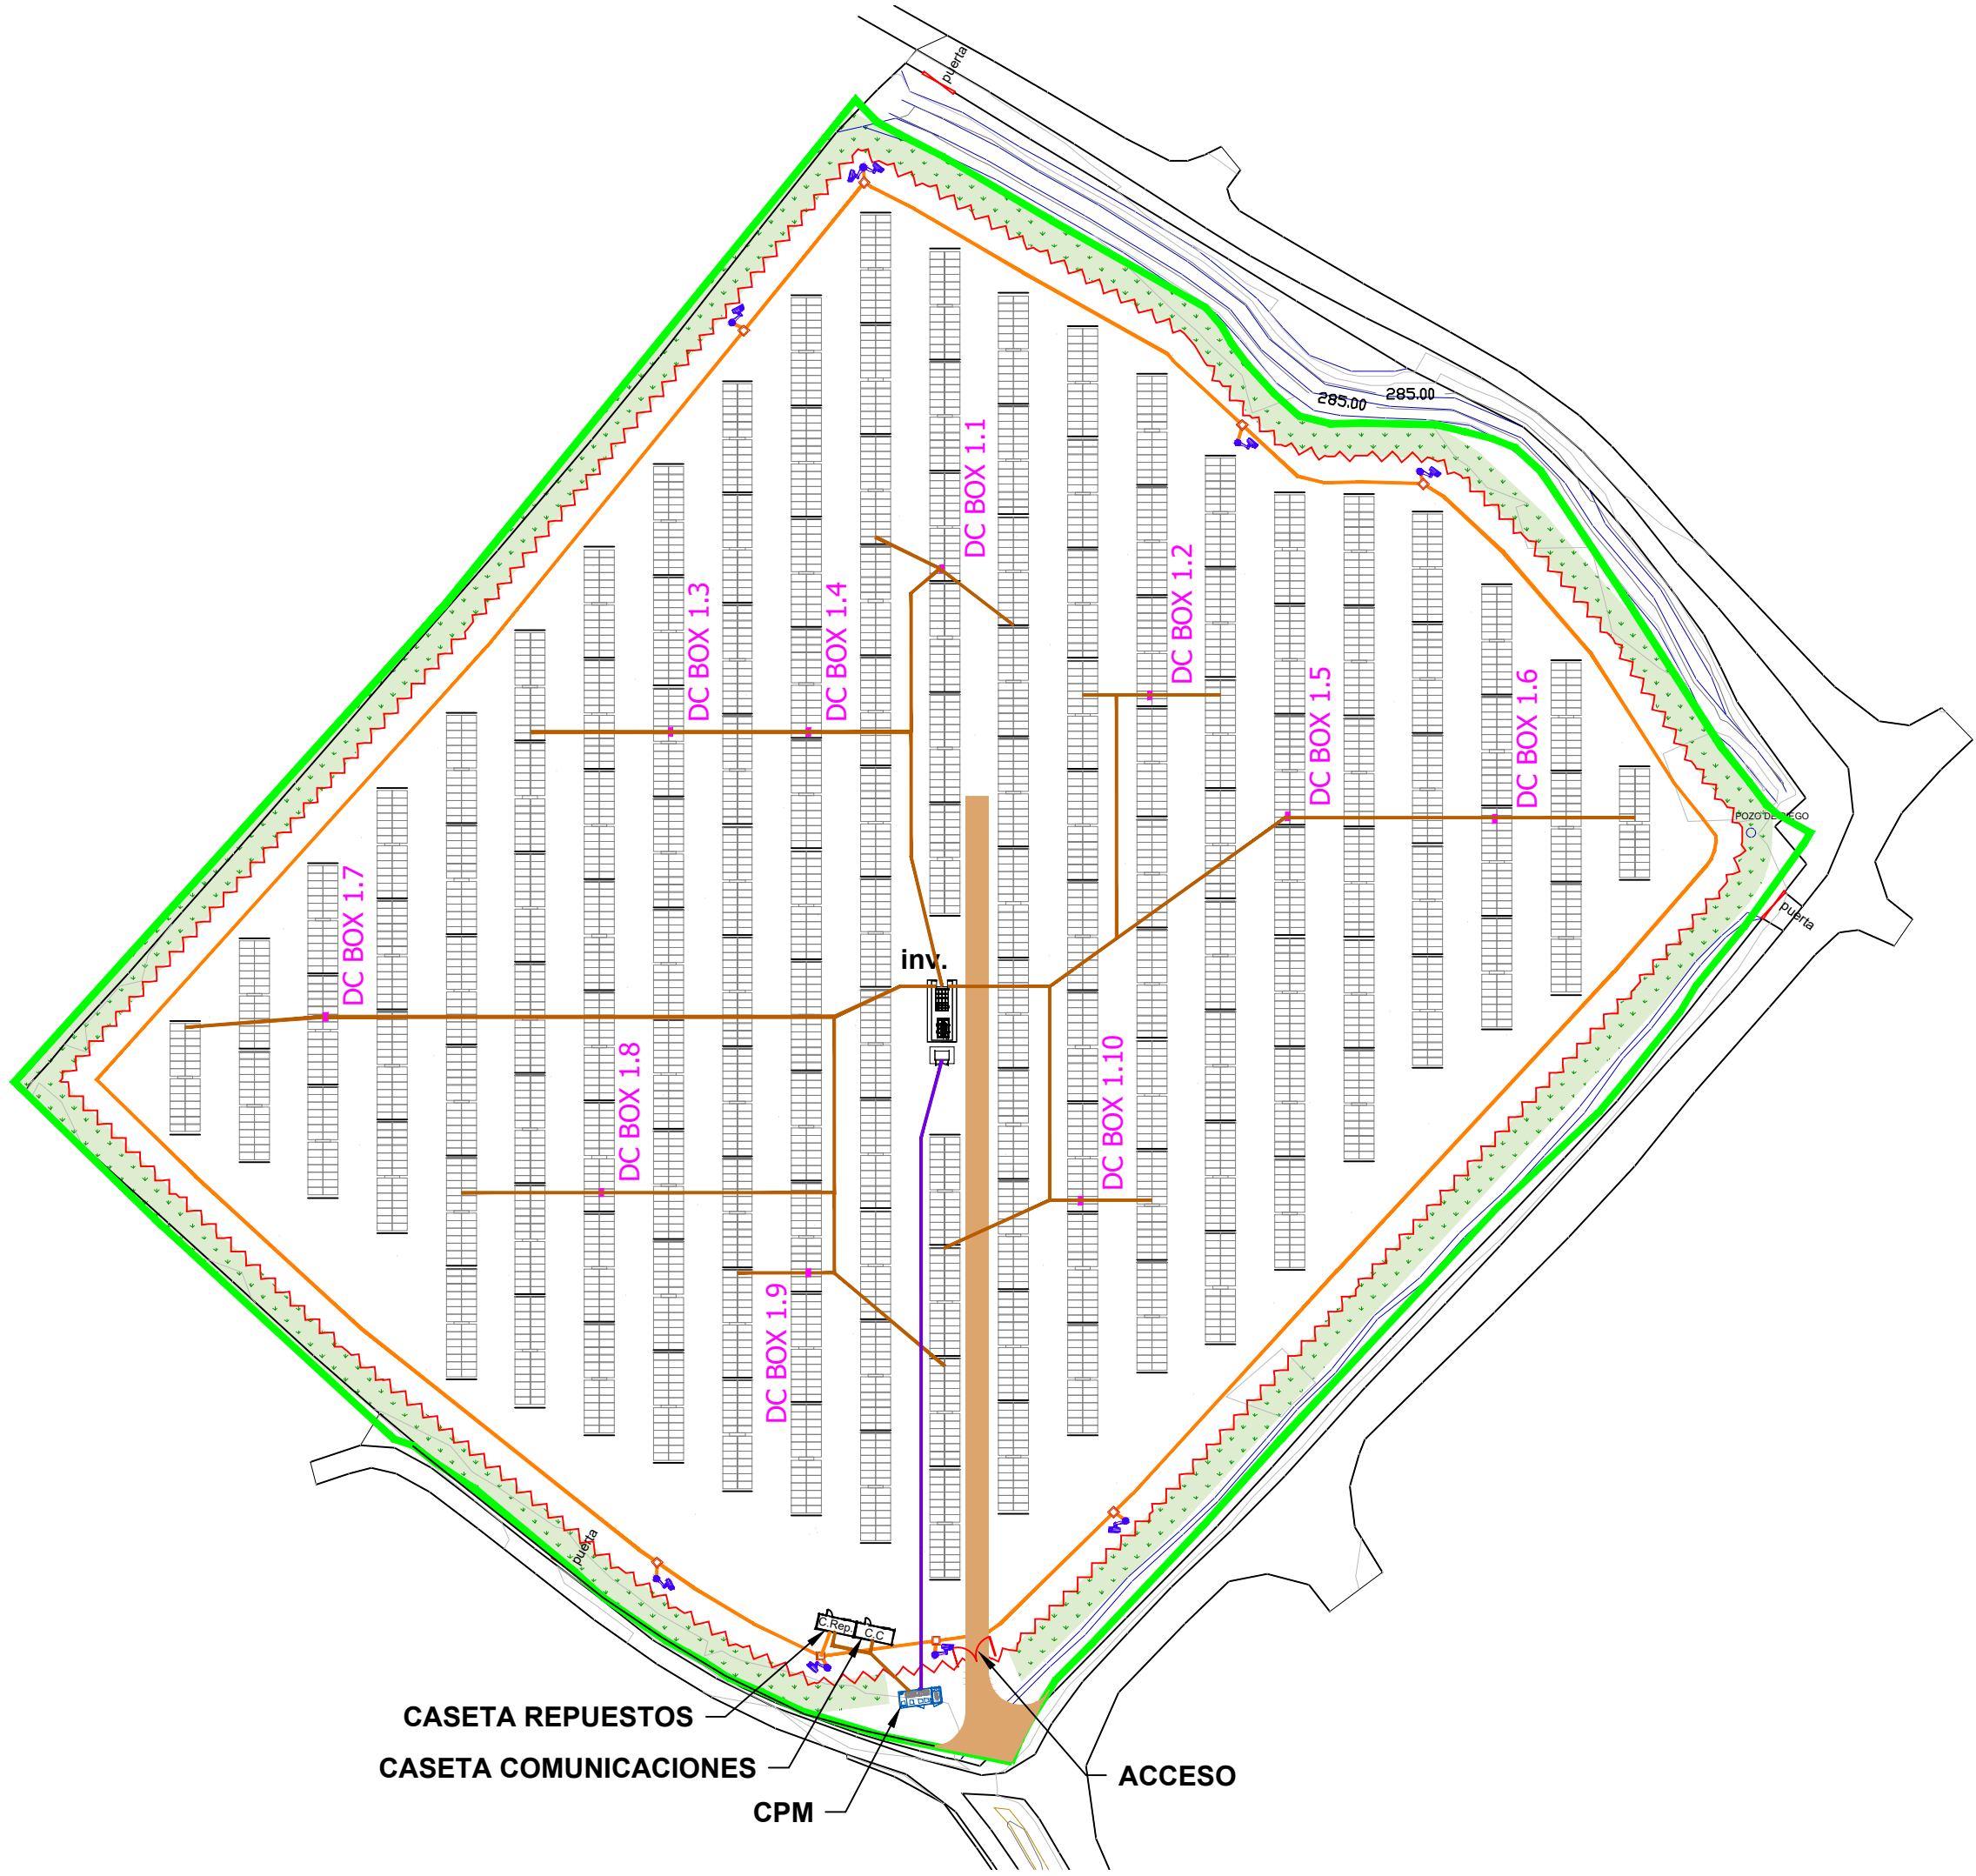 puerta
285.00
285.00
DC BOX 1.1
DC BOX 1.2
DC BOX 1.3
DC BOX 1.4
DC BOX 1.5
DC BOX 1.6
POZO DE RIEGO
puerta
DC BOX 1.7
inv.
DC BOX 1.8
DC BOX 1.10
DC BOX 1.9
puerta
C.Rep.
C.C
CASETA REPUESTOS
CASETA COMUNICACIONES
ACCESO
CPM